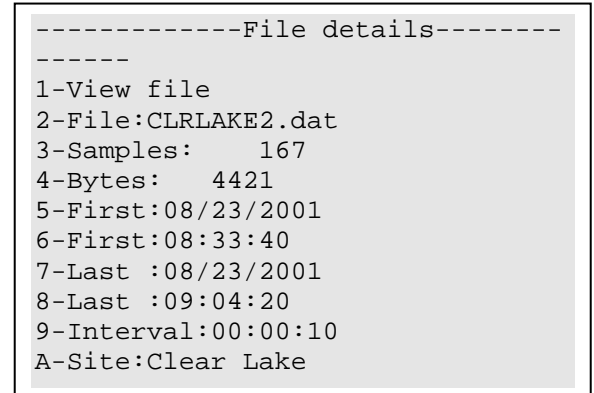 -------------File details--------
------
1-View file
2-File:CLRLAKE2.dat
3-Samples:    167
4-Bytes:   4421
5-First:08/23/2001
6-First:08:33:40
7-Last :08/23/2001
8-Last :09:04:20
9-Interval:00:00:10
A-Site:Clear Lake